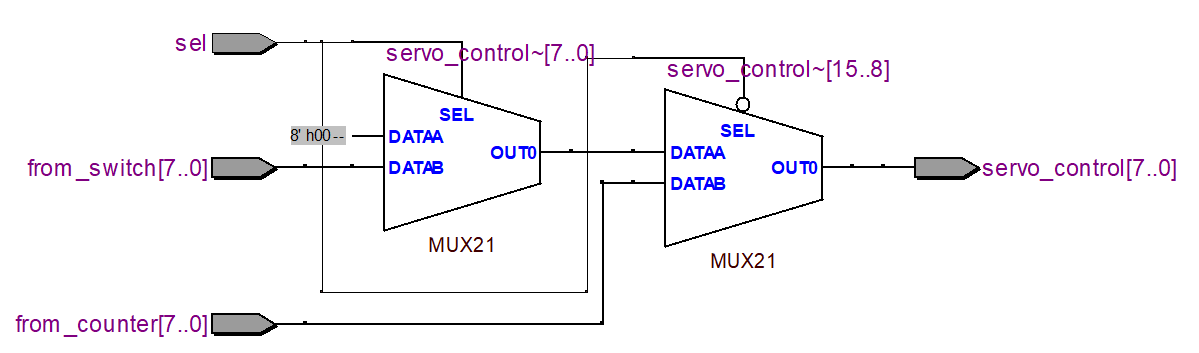 sel
servo_control~[7..0]
servo_control~[15..8]
SEL
8' h00 --
DATAA
OUT0
from_switch[7..0]
DATAB
MUX21
SEL
DATAA
DATAB
OUT0
servo_control[7..0]
MUX21
from_counter[7..0]